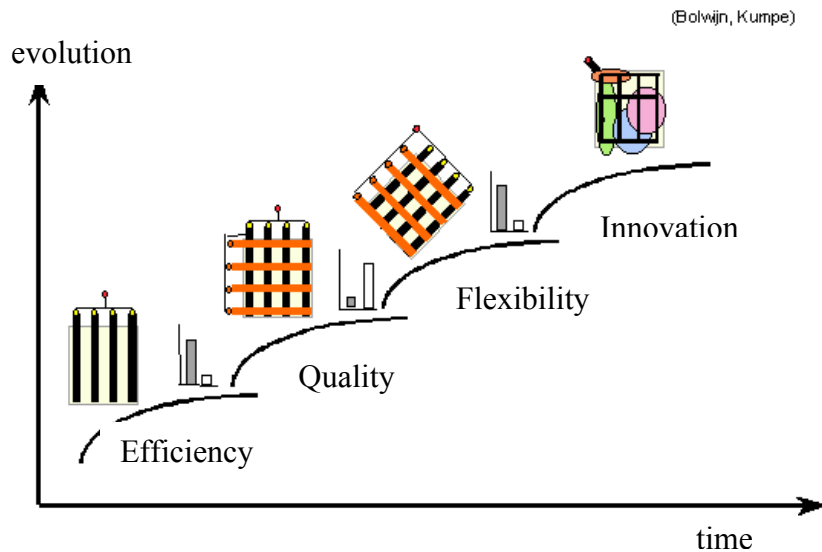 (Bolwijn, Kumpe)
evolution
Innovation
Flexibility
Quality
Efficiency
time